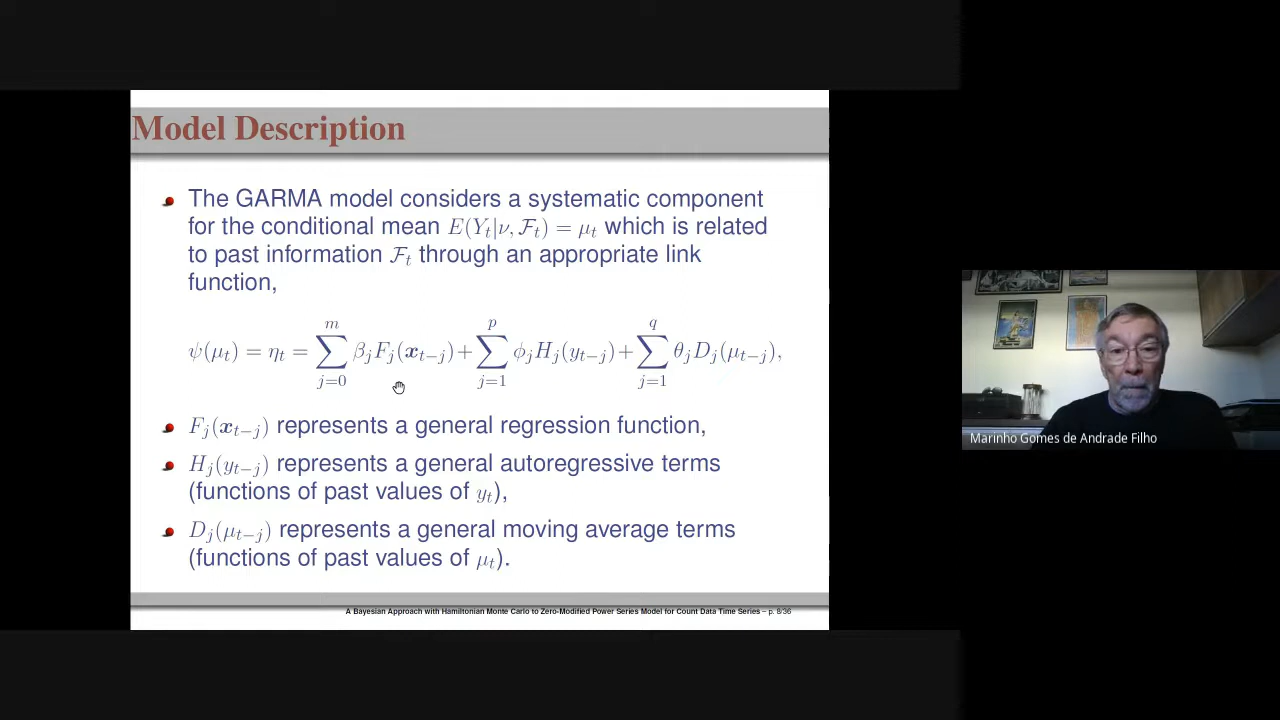 Model Description
The GARMA model considers a systematic component
for the conditional mean E(Y_t|ν, ℱ_t) = μ_t which is related
to past information ℱ_t through an appropriate link
function,
ψ(μ_t) = η_t = ∑_{j=0}^{m} β_j F_j(𝒙_{t−j}) + ∑_{j=1}^{p} ϕ_j H_j(y_{t−j}) + ∑_{j=1}^{q} θ_j D_j(μ_{t−j}),
F_j(𝒙_{t−j}) represents a general regression function,
H_j(y_{t−j}) represents a general autoregressive terms
(functions of past values of y_t),
D_j(μ_{t−j}) represents a general moving average terms
(functions of past values of μ_t).
A Bayesian Approach with Hamiltonian Monte Carlo to Zero-Modified Power Series Model for Count Data Time Series – p. 8/36
Marinho Gomes de Andrade Filho